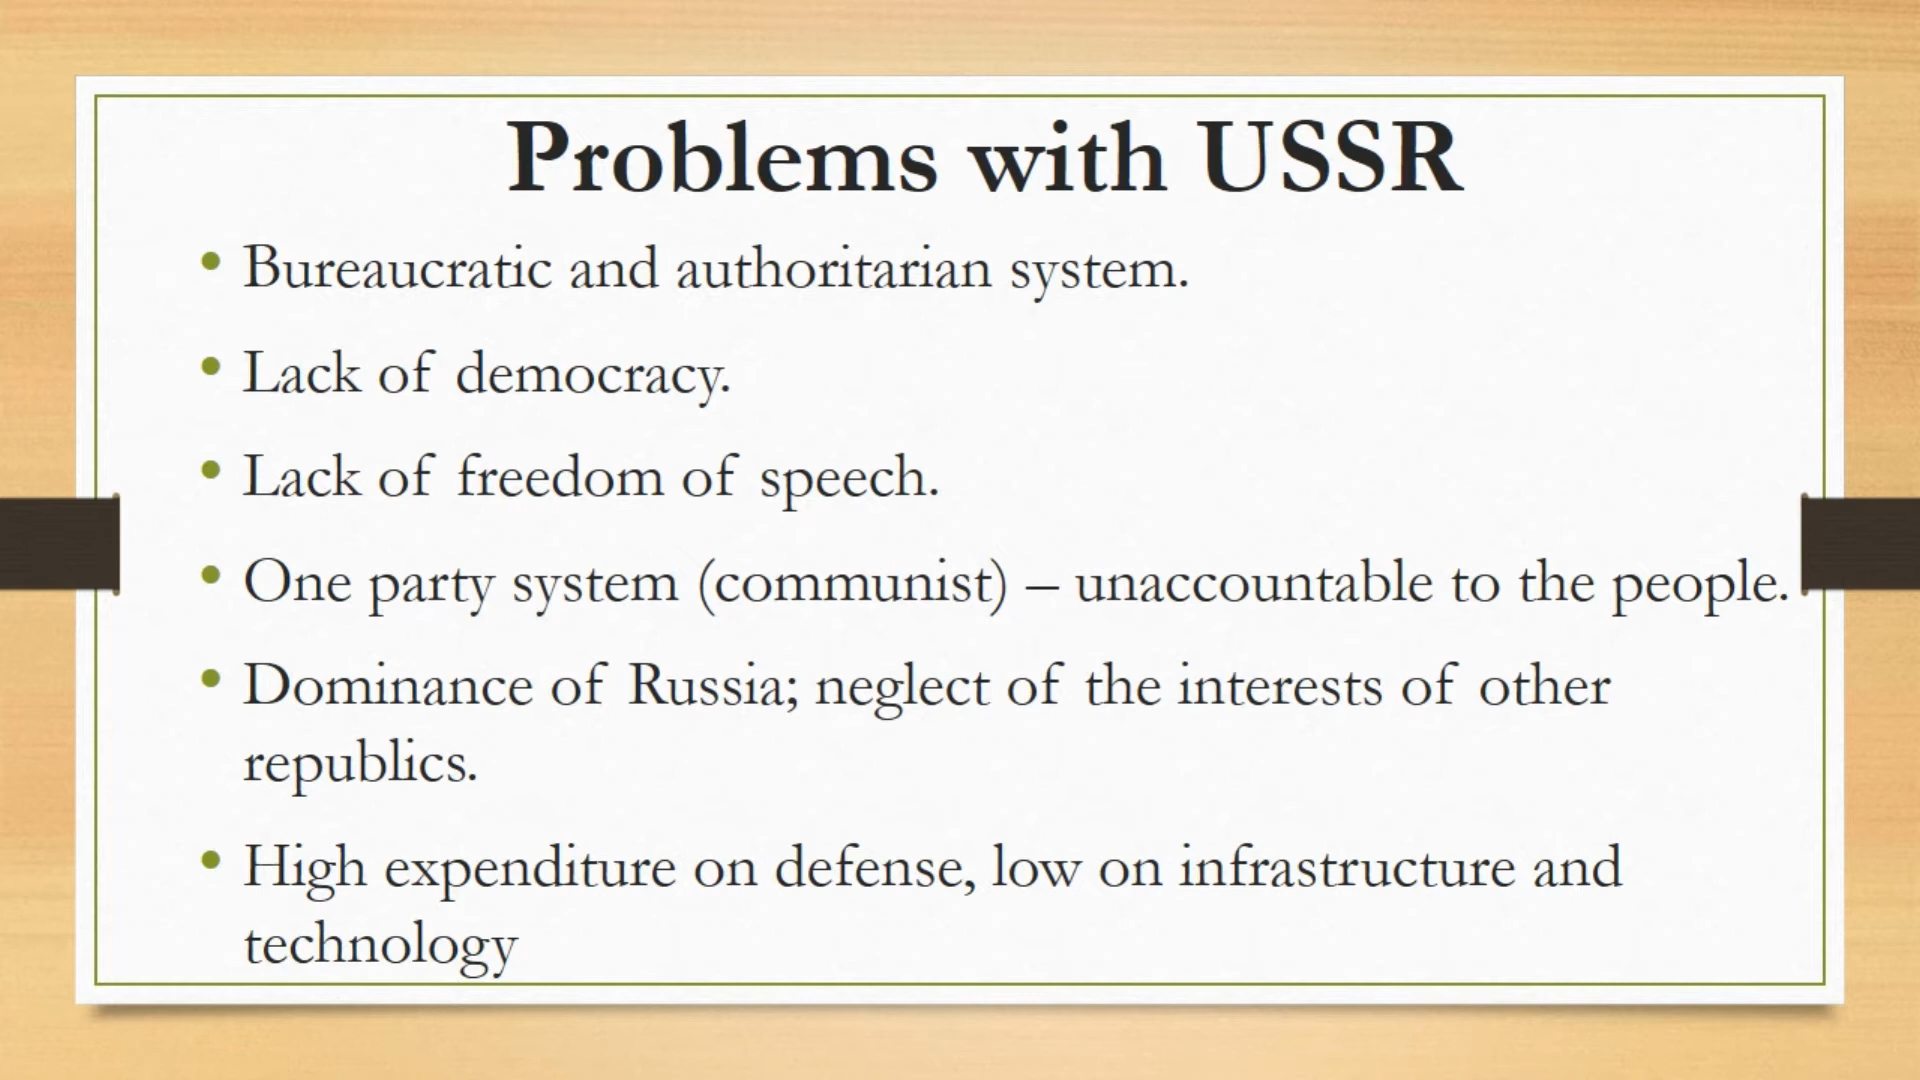 Problems with USSR
• Bureaucratic and authoritarian system.
• Lack of democracy.
• Lack of freedom of speech.
• One party system (communist) – unaccountable to the people.
• Dominance of Russia; neglect of the interests of other
republics.
• High expenditure on defense, low on infrastructure and
technology